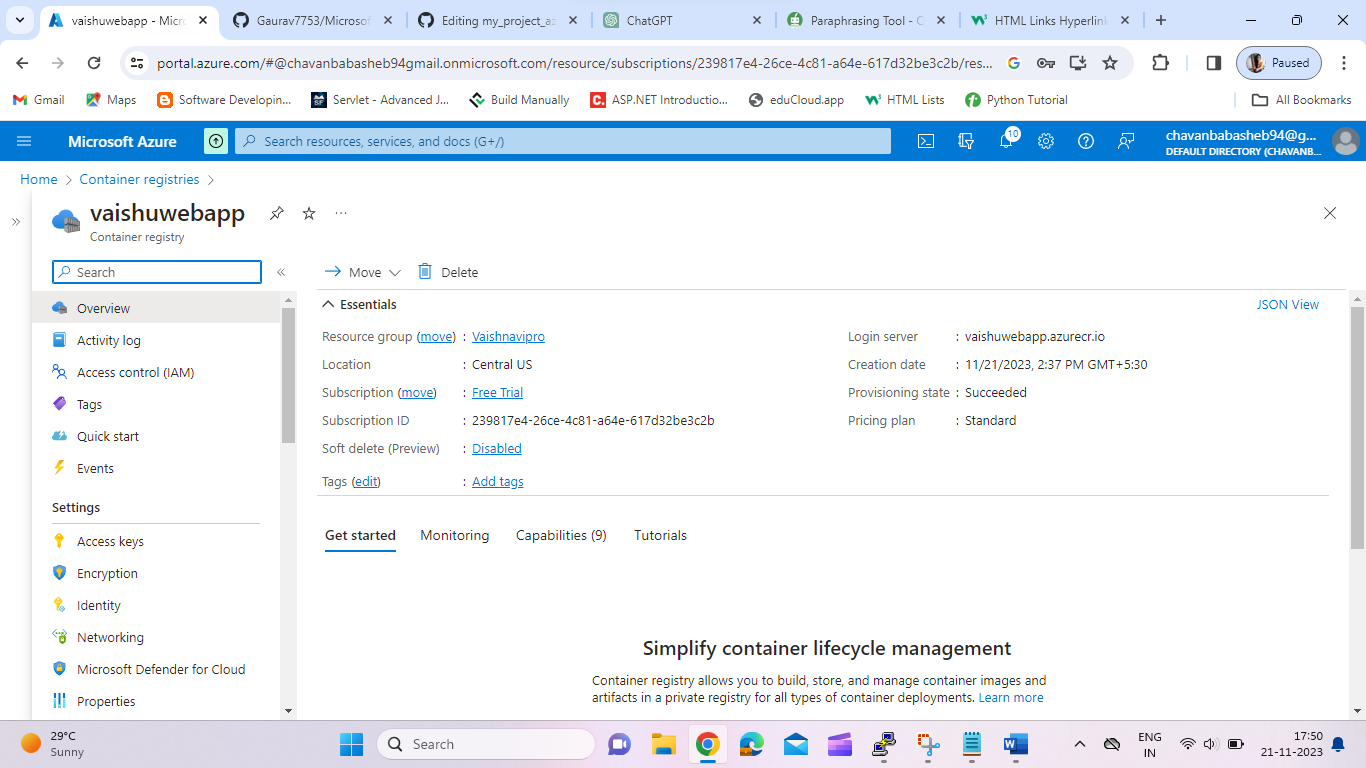 vaishuwebapp - Micr
Gaurav7753/Microsof
Editing my_project_az
ChatGPT
Paraphrasing Tool - C
HTML Links Hyperlink
portal.azure.com/#@chavanbabasheb94gmail.onmicrosoft.com/resource/subscriptions/239817e4-26ce-4c81-a64e-617d32be3c2b/res...
Paused
Gmail
Maps
Software Developin...
Servlet - Advanced J...
Build Manually
ASP.NET Introductio...
eduCloud.app
HTML Lists
Python Tutorial
All Bookmarks
Microsoft Azure
Search resources, services, and docs (G+/)
10
chavanbabasheb94@g...
DEFAULT DIRECTORY (CHAVANB...
Home > Container registries >
vaishuwebapp
Container registry
Search
Move
Delete
Overview
Activity log
Access control (IAM)
Tags
Quick start
Events
Settings
Access keys
Encryption
Identity
Networking
Microsoft Defender for Cloud
Properties
Essentials
JSON View
Resource group (move) : Vaishnavipro
Location : Central US
Subscription (move) : Free Trial
Subscription ID : 239817e4-26ce-4c81-a64e-617d32be3c2b
Soft delete (Preview) : Disabled
Tags (edit) : Add tags
Login server : vaishuwebapp.azurecr.io
Creation date : 11/21/2023, 2:37 PM GMT+5:30
Provisioning state : Succeeded
Pricing plan : Standard
Get started
Monitoring
Capabilities (9)
Tutorials
Simplify container lifecycle management
Container registry allows you to build, store, and manage container images and
artifacts in a private registry for all types of container deployments. Learn more
29°C
Sunny
Search
ENG
IN
17:50
21-11-2023